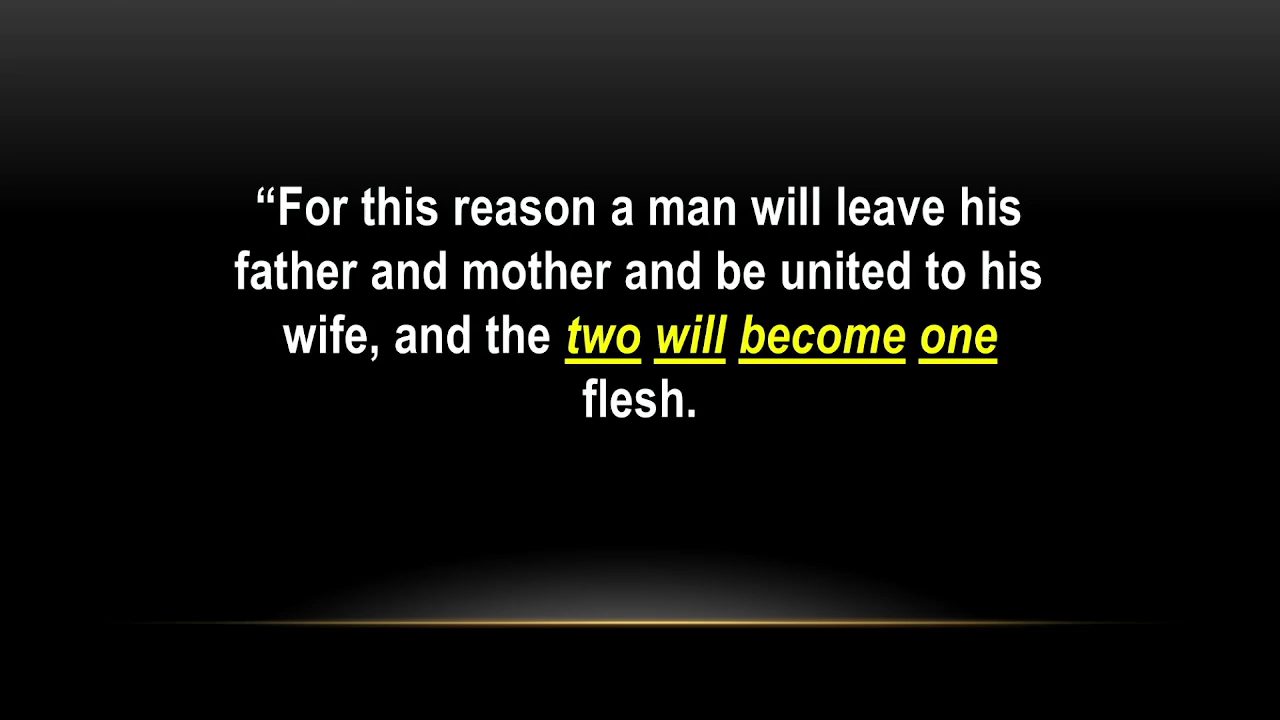 “For this reason a man will leave his
father and mother and be united to his
wife, and the two will become one
flesh.